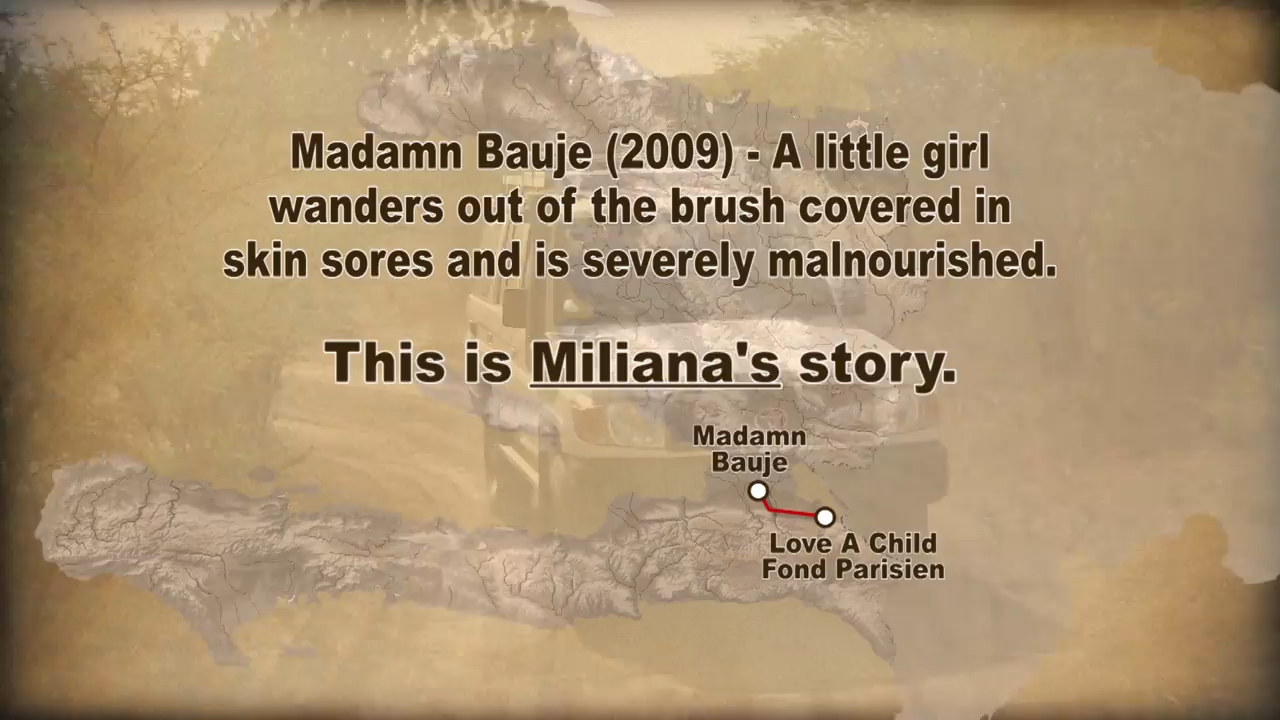 Madamn Bauje (2009) - A little girl
wanders out of the brush covered in
skin sores and is severely malnourished.
This is Miliana's story.
Madamn
Bauje
Love A Child
Fond Parisien